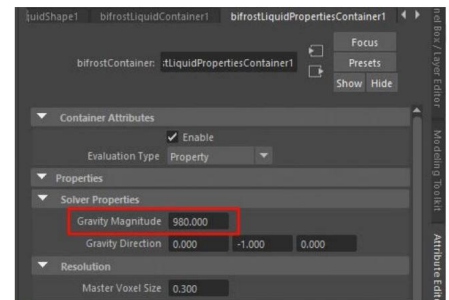 uidShape1 bifrostLiquidContainer1 bifrostLiquidPropertiesContainer1
bifrostContainer: :tLiquidPropertiesContainer1
Focus
Presets
Show Hide
Container Attributes
Enable
Evaluation Type Property
Properties
Solver Properties
Gravity Magnitude 980.000
Gravity Direction 0.000 -1.000 0.000
Resolution
Master Voxel Size 0.300
nel Box / Layer Editor
Modeling Toolkit
Attribute Edit